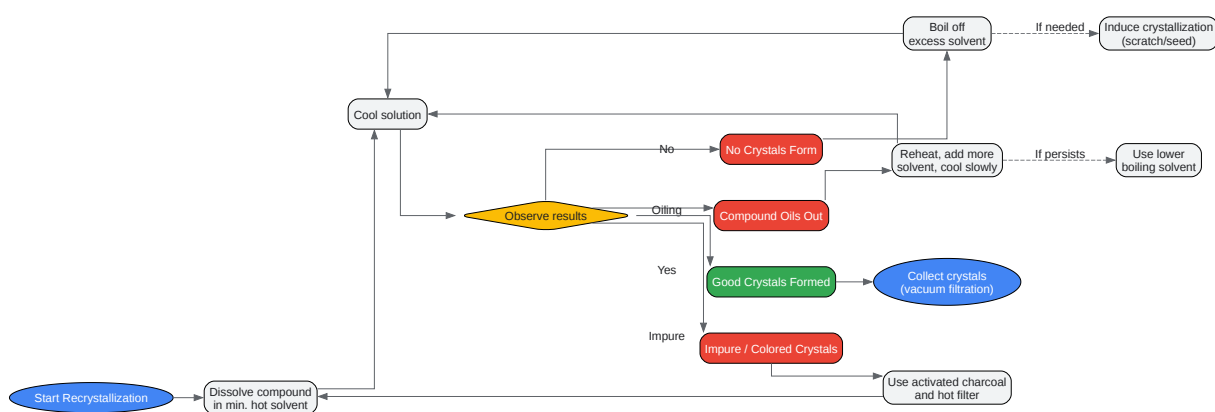 Boil off
excess solvent
If needed
Induce crystallization
(scratch/seed)
Cool solution
No
No Crystals Form
Reheat, add more
solvent, cool slowly
If persists
Use lower
boiling solvent
Observe results
Oiling
Compound Oils Out
Yes
Good Crystals Formed
Collect crystals
(vacuum filtration)
Impure
Impure / Colored Crystals
Start Recrystallization
Dissolve compound
in min. hot solvent
Use activated charcoal
and hot filter